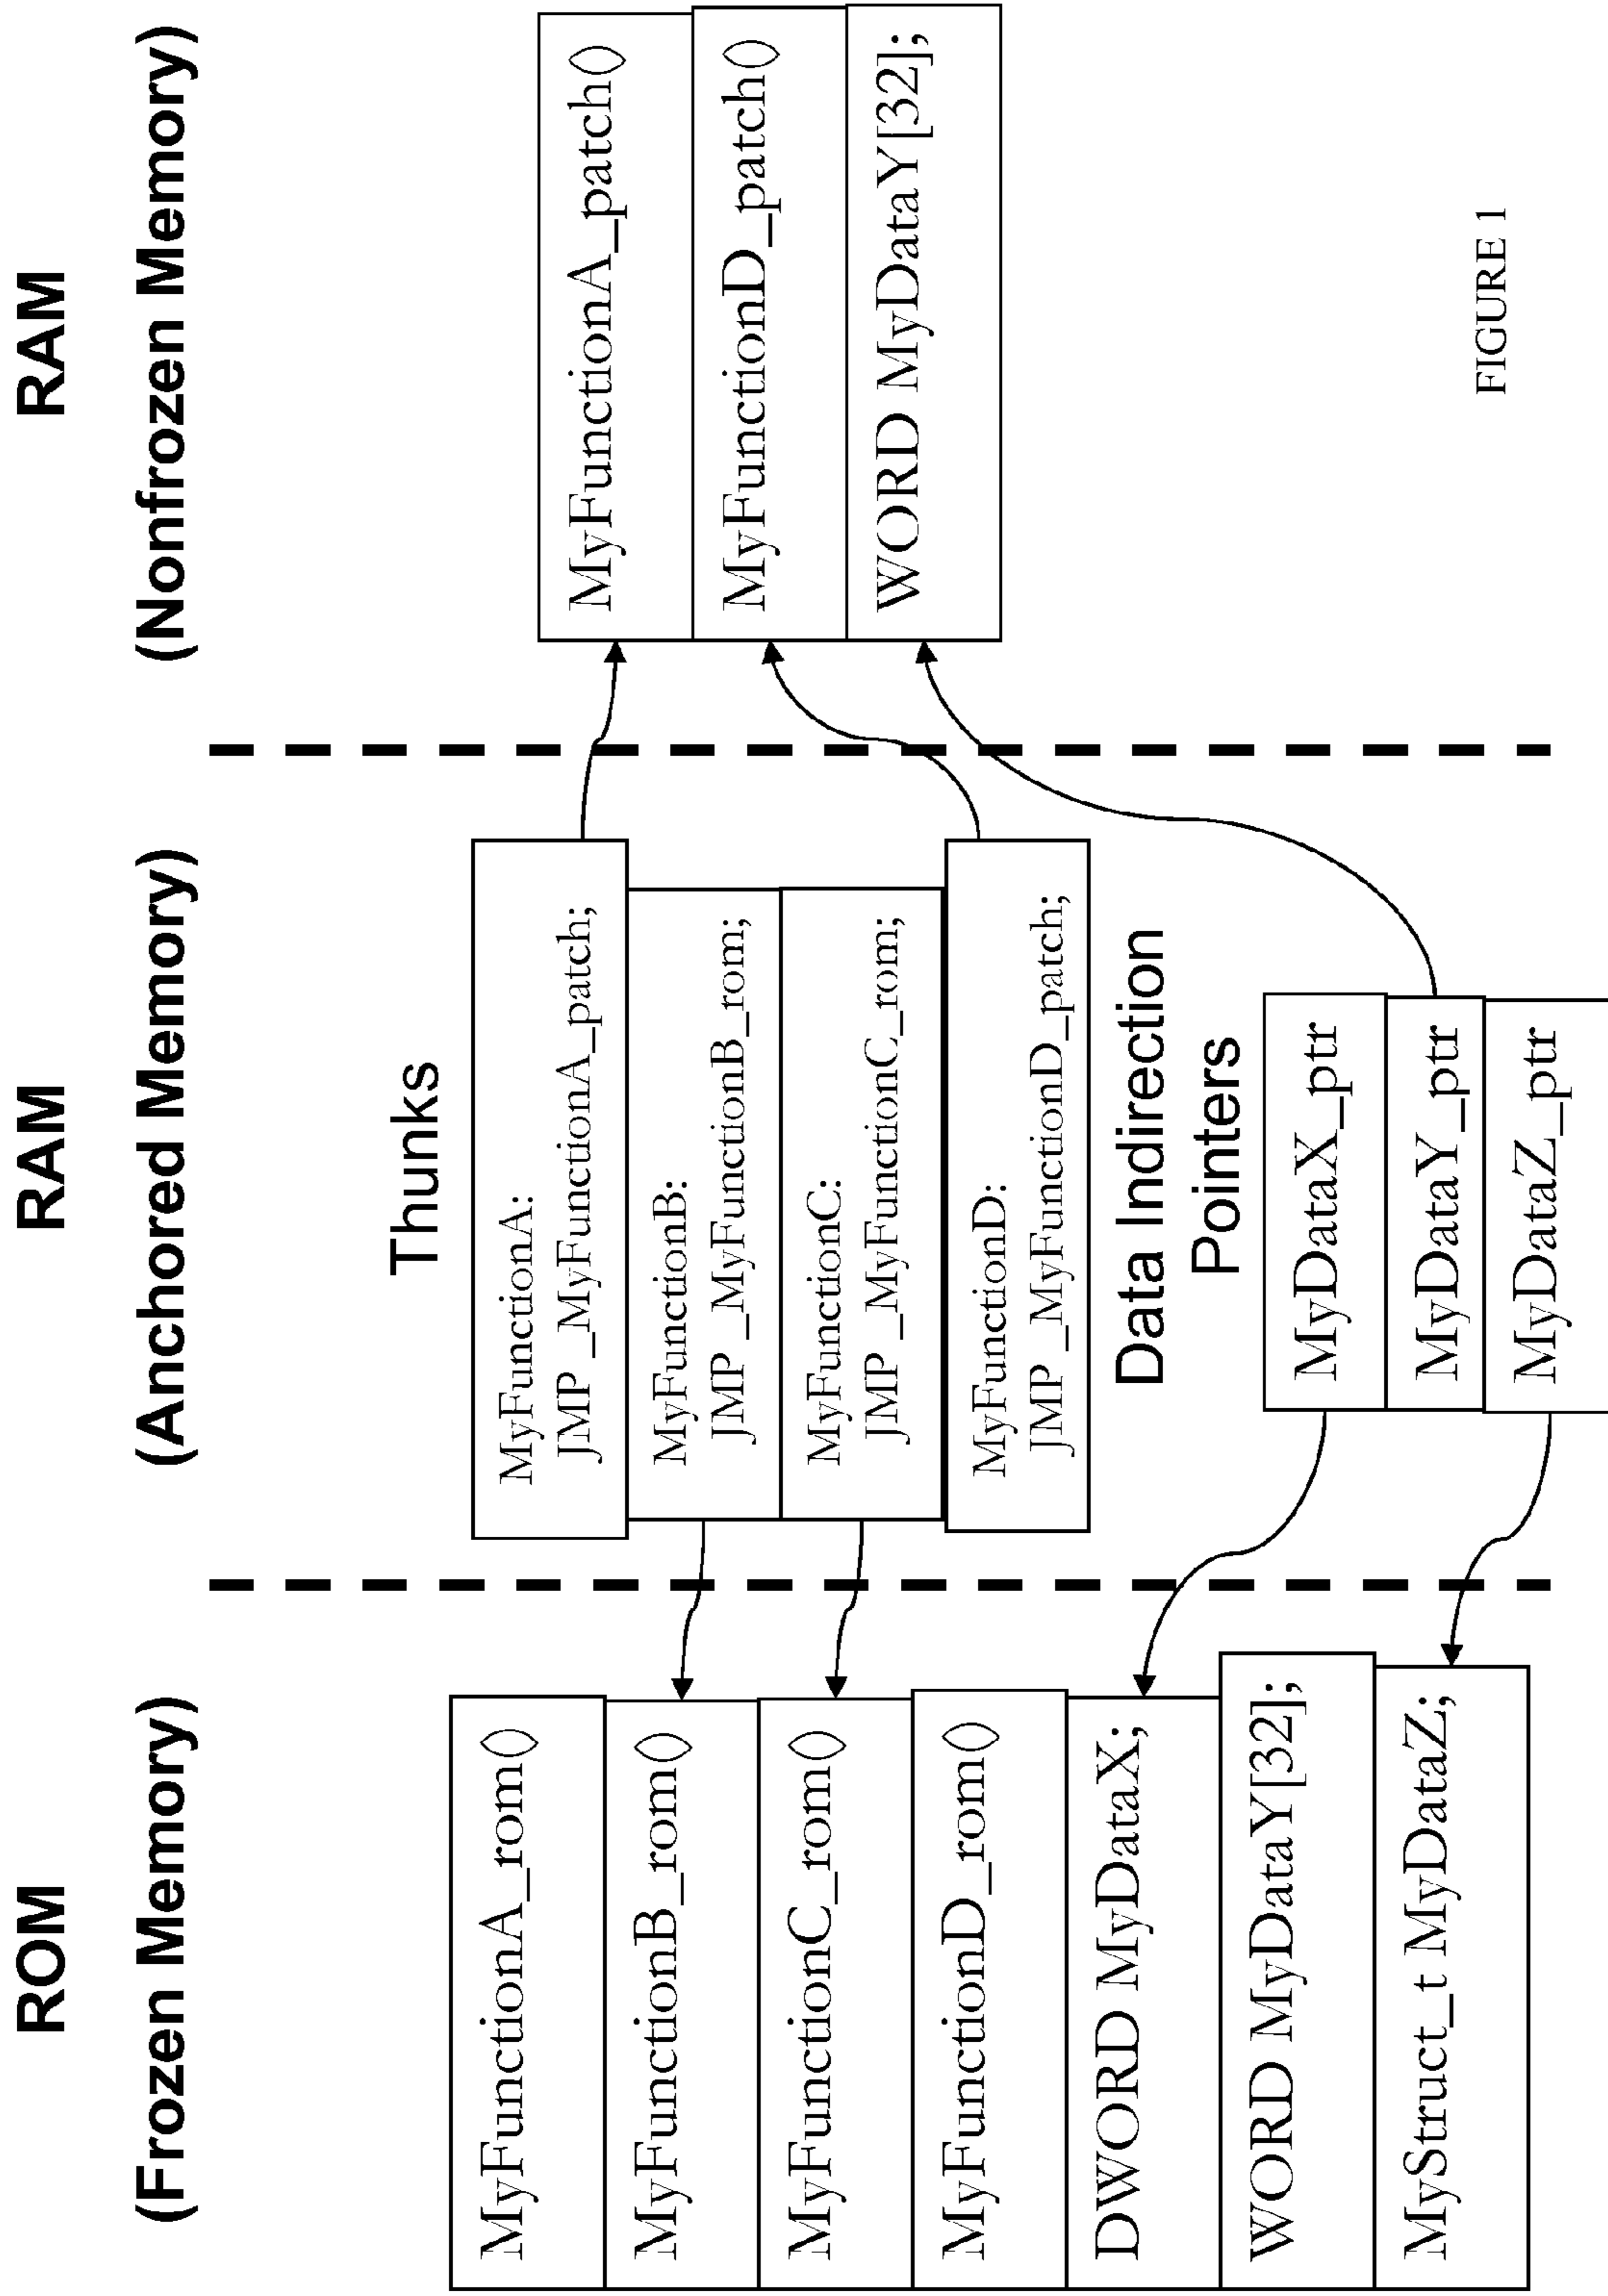 ROM
(Frozen Memory)
MyFunctionA_rom()
MyFunctionB_rom()
MyFunctionC_rom()
MyFunctionD_rom()
DWORD MyDataX;
WORD MyDataY[32];
MyStruct_t MyDataZ;
RAM
(Anchored Memory)
Thunks
MyFunctionA:
JMP _MyFunctionA_patch;
MyFunctionB:
JMP _MyFunctionB_rom;
MyFunctionC:
JMP _MyFunctionC_rom;
MyFunctionD:
JMP _MyFunctionD_patch;
Data Indirection
Pointers
MyDataX_ptr
MyDataY_ptr
MyDataZ_ptr
RAM
(Nonfrozen Memory)
MyFunctionA_patch()
MyFunctionD_patch()
WORD MyDataY[32];
FIGURE 1